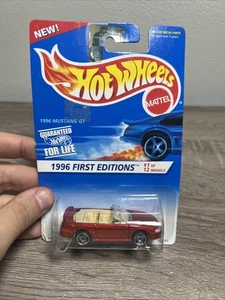 NEW!
Hot Wheels
MATTEL
1996 MUSTANG GT
GUARANTEED
FOR LIFE
1996 FIRST EDITIONS
#1 OF
12 MODELS